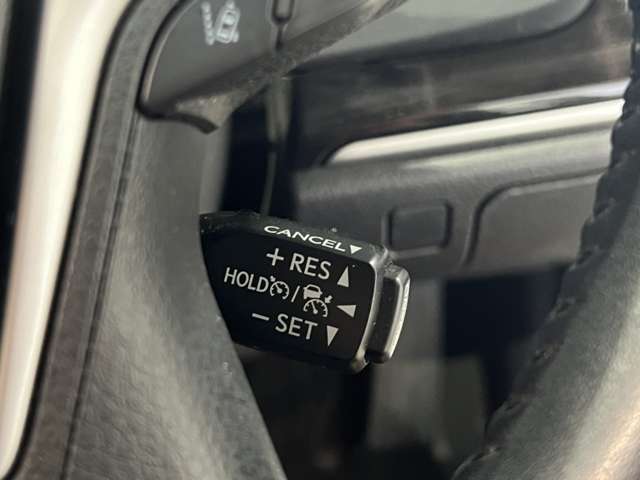 CANCEL▼
+ RES ▲
HOLD / ◀
− SET ▼